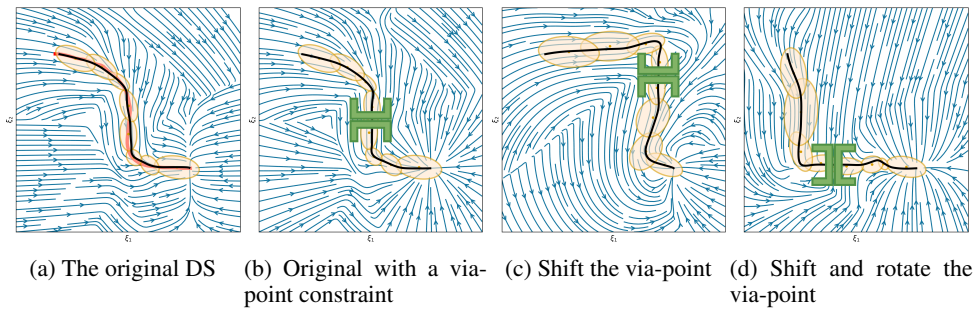 ξ₂
ξ₂
ξ₂
ξ₂
ξ₁
ξ₁
ξ₁
ξ₁
(a) The original DS
(b) Original with a via-
point constraint
(c) Shift the via-point
(d) Shift and rotate the
via-point